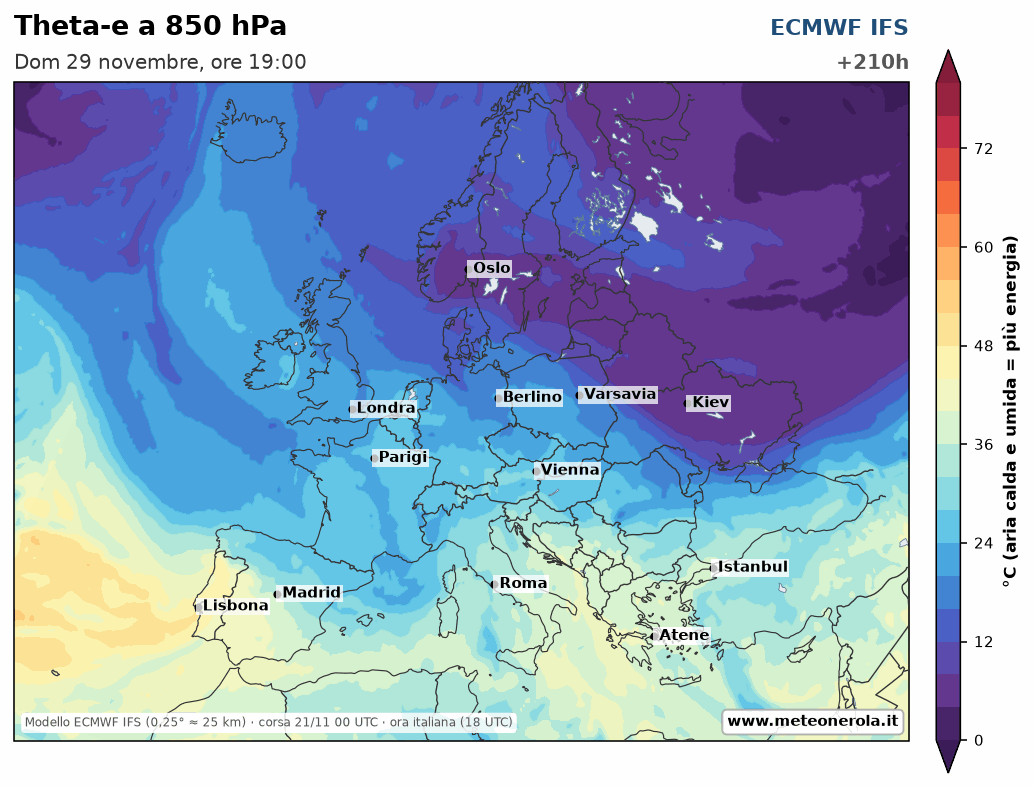 Theta-e a 850 hPa
ECMWF IFS
Dom 29 novembre, ore 19:00
+210h
72
60
48
36
24
12
0
°C (aria calda e umida = più energia)
Oslo
Berlino
Varsavia
Kiev
Londra
Parigi
Vienna
Istanbul
Roma
Madrid
Lisbona
Atene
Modello ECMWF IFS (0,25° ≈ 25 km) · corsa 21/11 00 UTC · ora italiana (18 UTC)
www.meteonerola.it